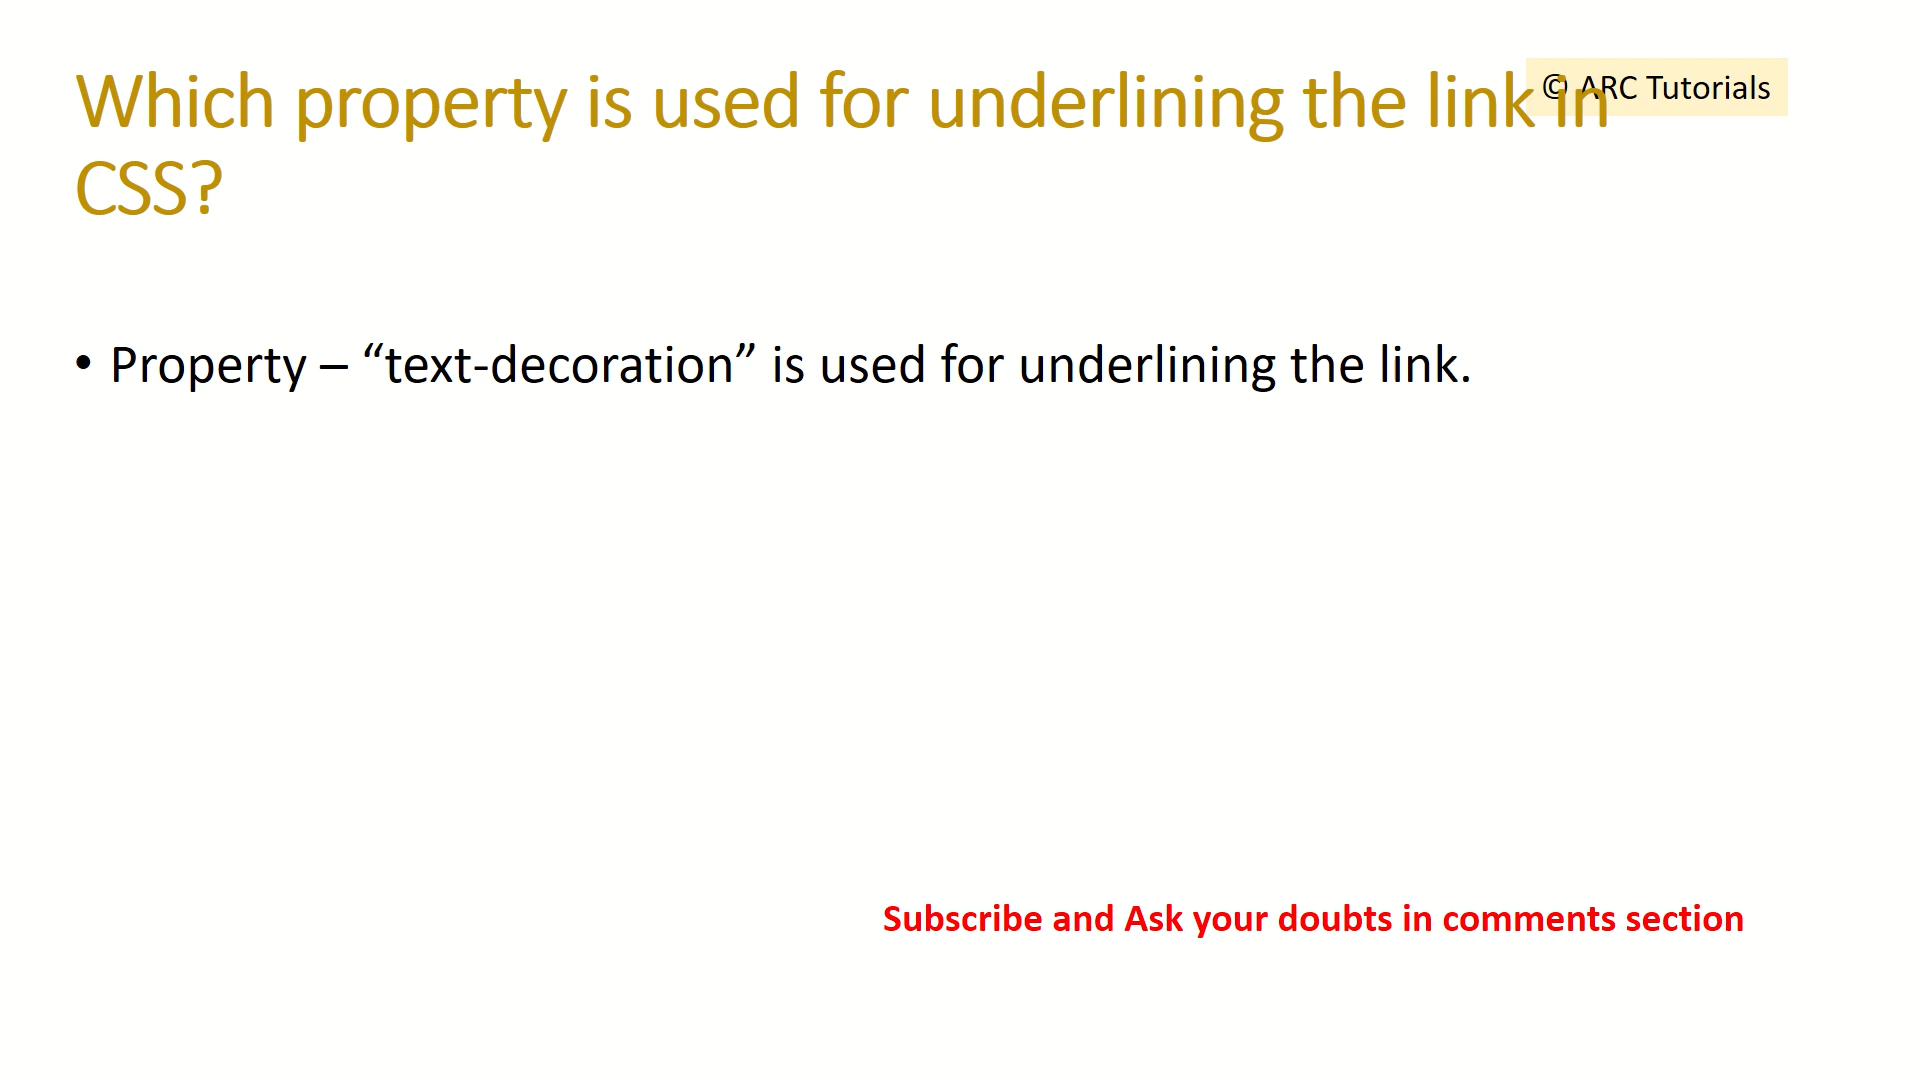 Which property is used for underlining the link in
© ARC Tutorials
CSS?
• Property – “text-decoration” is used for underlining the link.
Subscribe and Ask your doubts in comments section